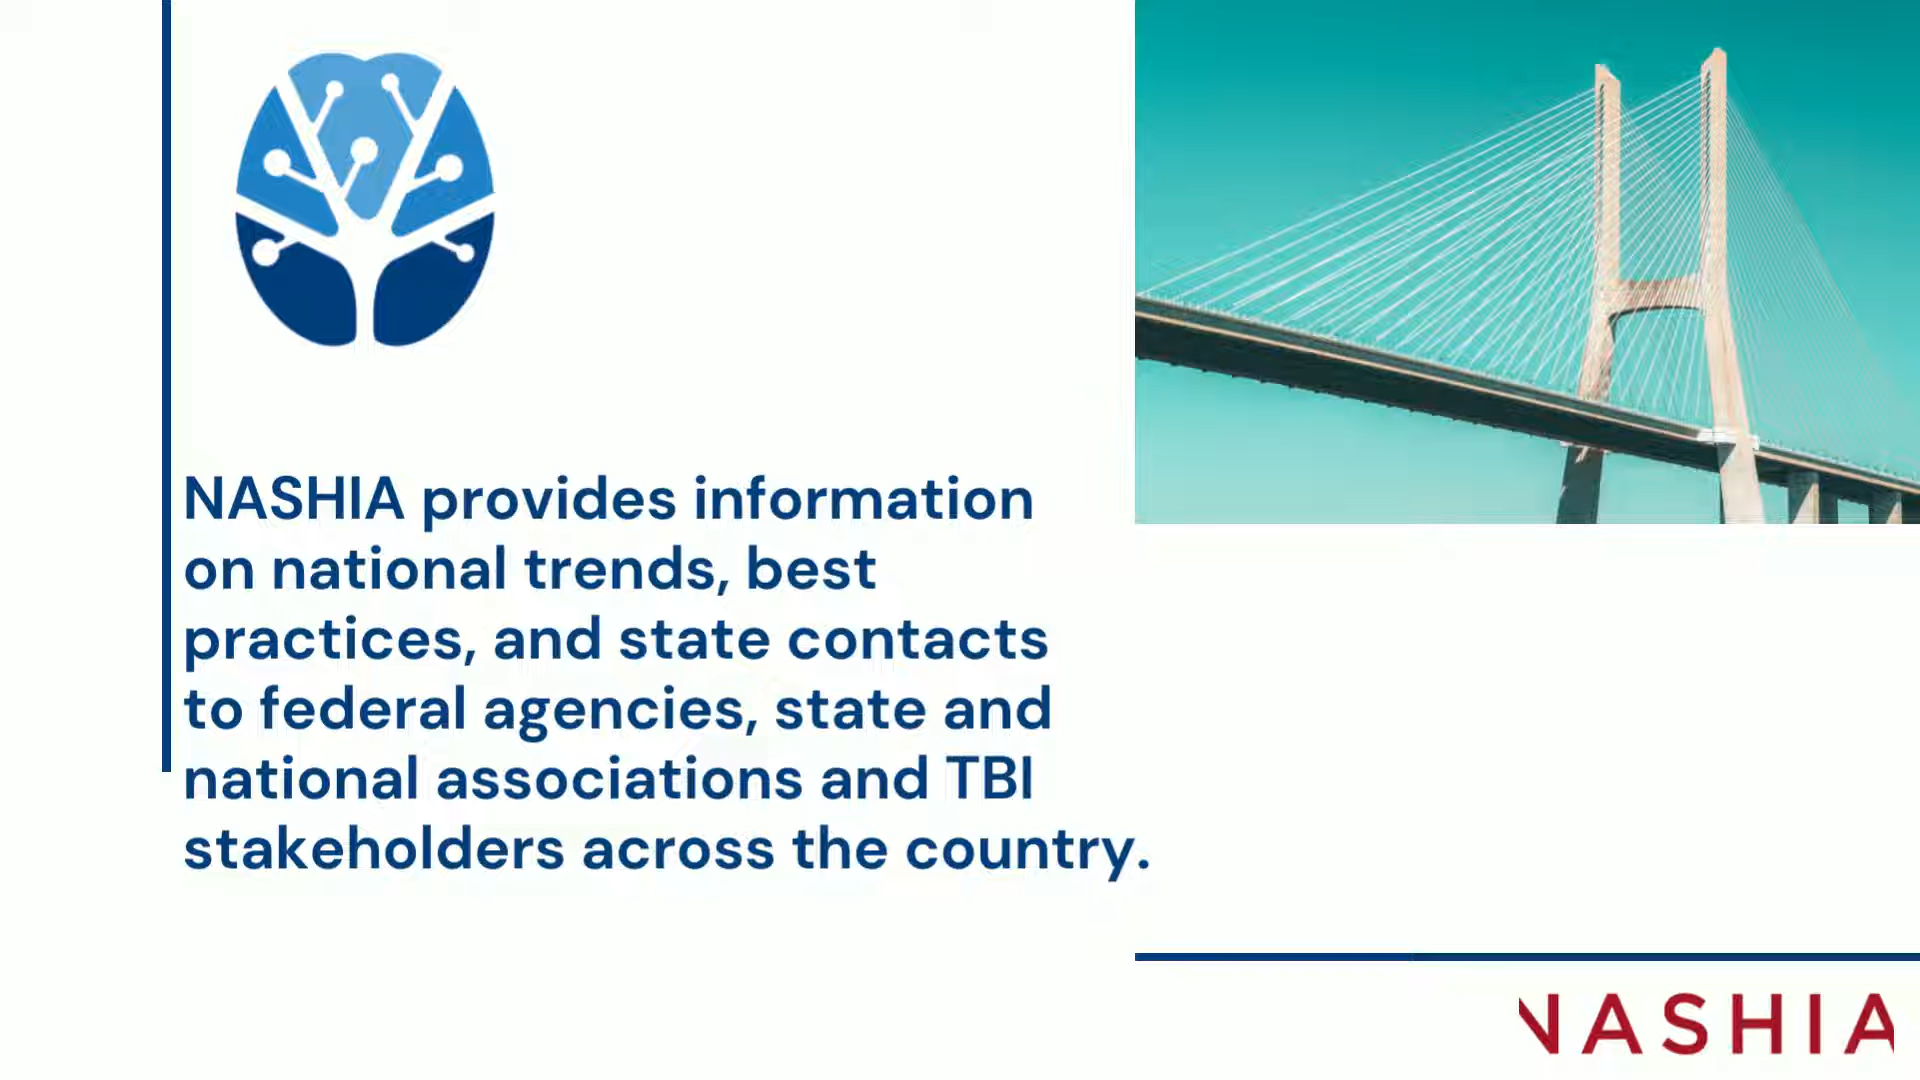 NASHIA provides information
on national trends, best
practices, and state contacts
to federal agencies, state and
national associations and TBI
stakeholders across the country.
NASHIA